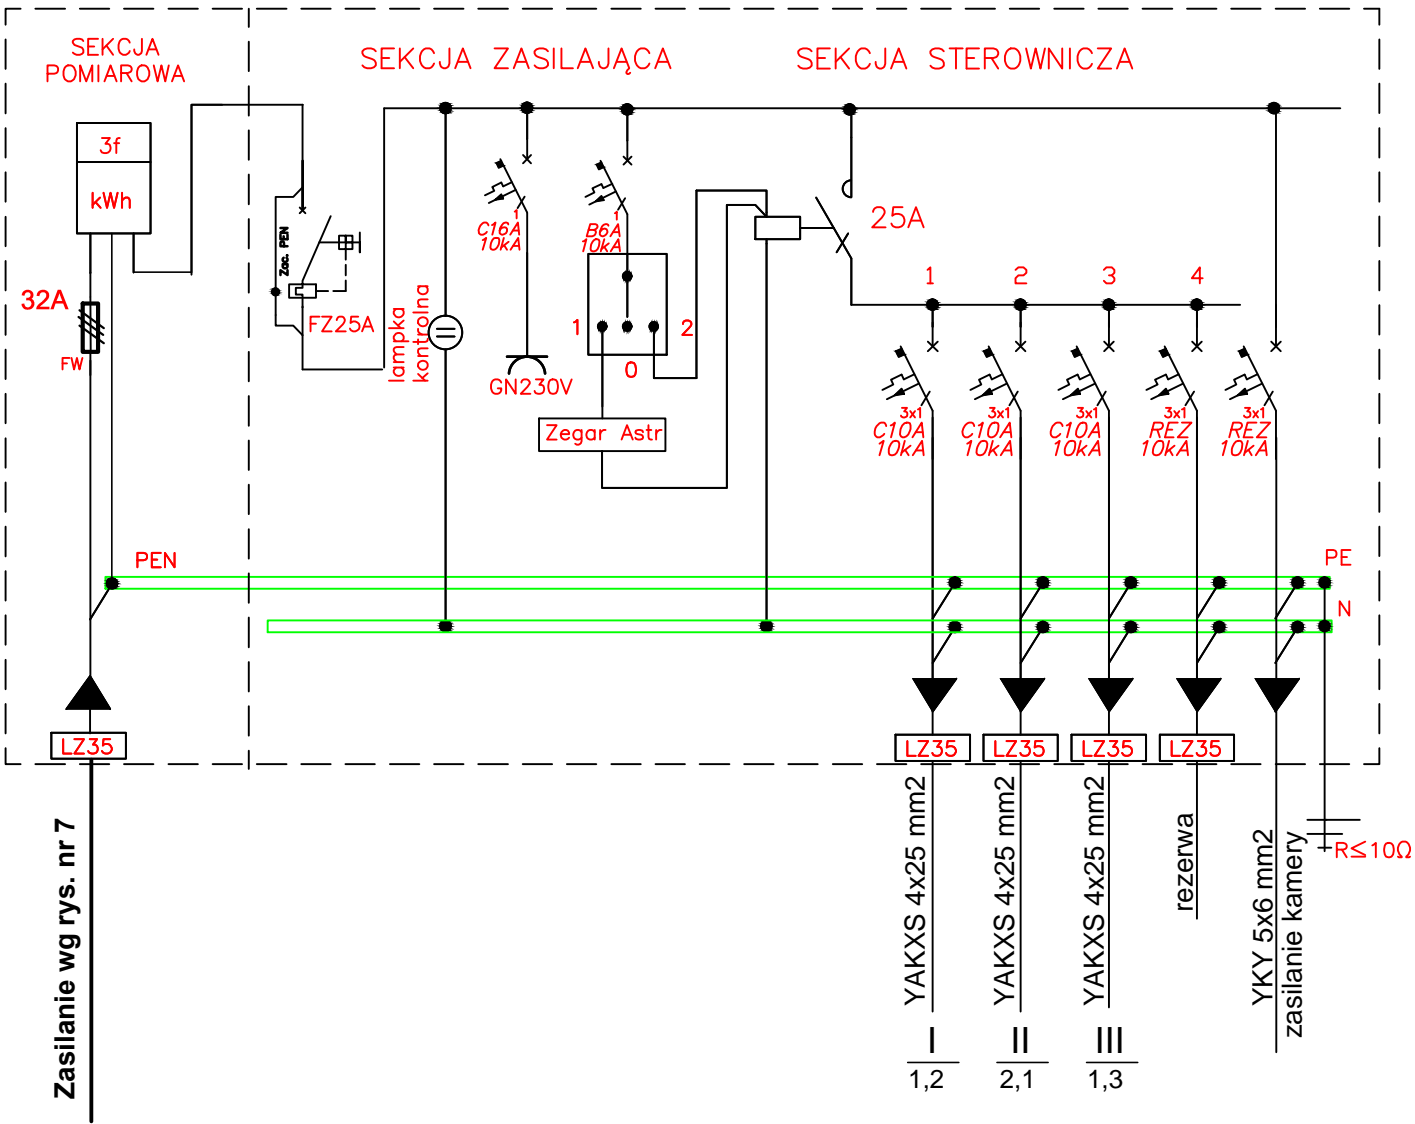 SEKCJA
POMIAROWA
SEKCJA ZASILAJĄCA
SEKCJA STEROWNICZA
3f
kWh
32A
FW
Zac. PEN
FZ25A
lampka
kontrolna
1
C16A
10kA
GN230V
1
B6A
10kA
1
2
0
Zegar Astr
25A
1
2
3
4
3x1
C10A
10kA
3x1
C10A
10kA
3x1
C10A
10kA
3x1
REZ
10kA
3x1
REZ
10kA
PEN
PE
N
LZ35
LZ35
LZ35
LZ35
LZ35
Zasilanie wg rys. nr 7
YAKXS 4x25 mm2
YAKXS 4x25 mm2
YAKXS 4x25 mm2
rezerwa
YKY 5x6 mm2
zasilanie kamery
R≤10Ω
I
1,2
II
2,1
III
1,3